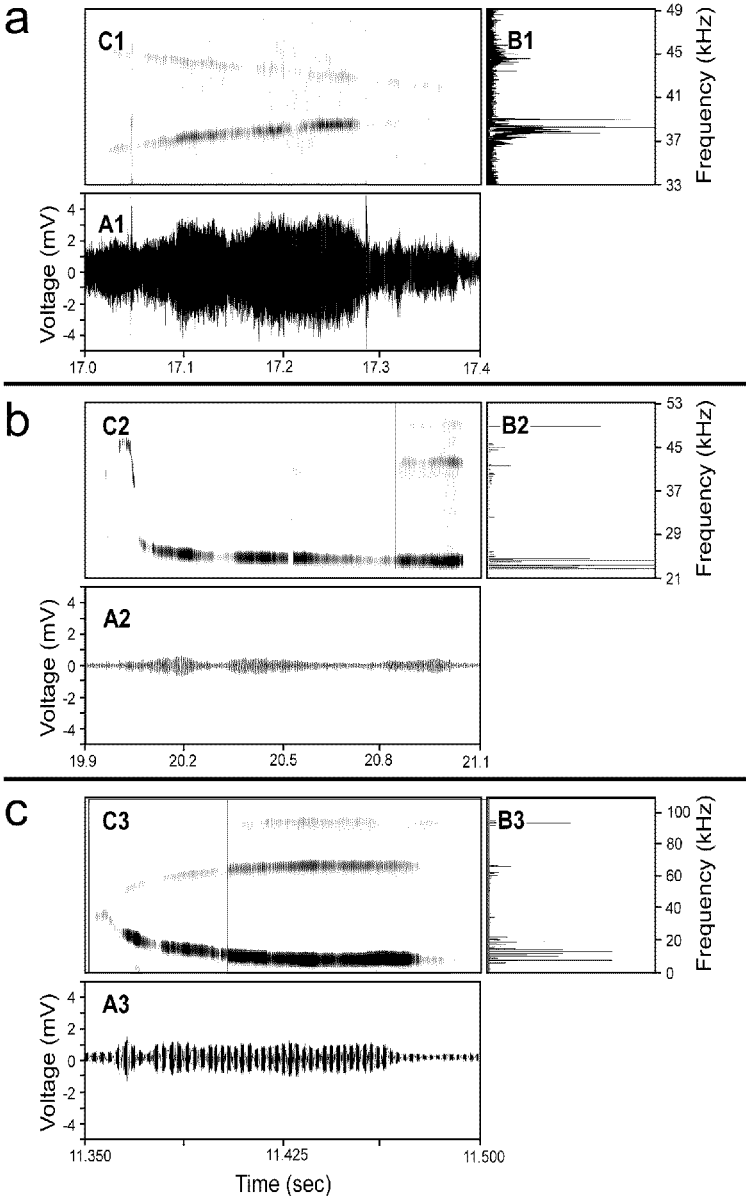 a
C1
B1
49
45
41
37
33
Frequency (kHz)
A1
Voltage (mV)
4
2
0
-2
-4
17.0
17.1
17.2
17.3
17.4
b
C2
B2
53
45
37
29
21
Frequency (kHz)
A2
Voltage (mV)
4
2
0
-2
-4
19.9
20.2
20.5
20.8
21.1
c
C3
B3
100
80
60
40
20
0
Frequency (kHz)
A3
Voltage (mV)
4
2
0
-2
-4
11.350
11.425
11.500
Time (sec)